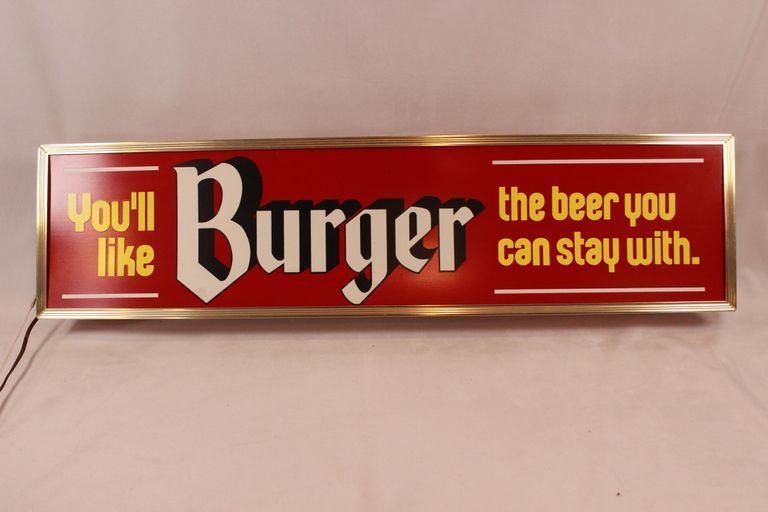 You'll
like
Burger
the beer you
can stay with.